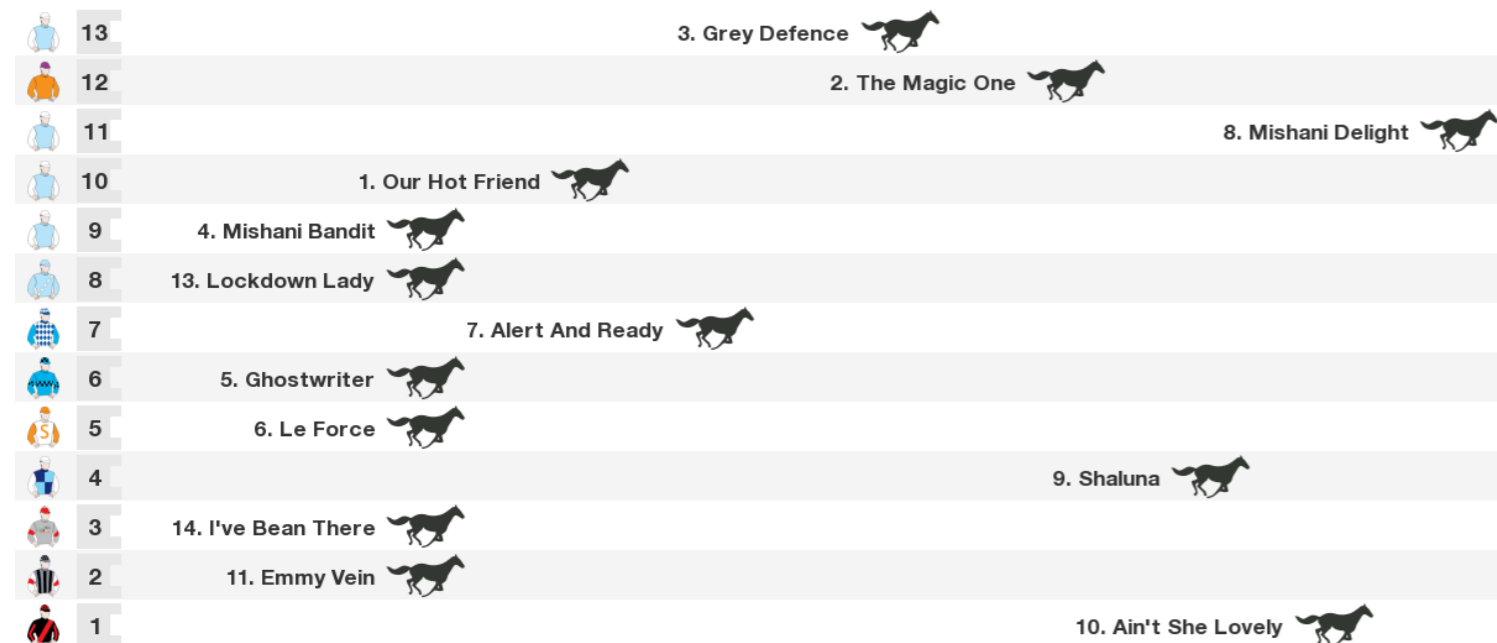 13 3. Grey Defence
12 2. The Magic One
11 8. Mishani Delight
10 1. Our Hot Friend
9 4. Mishani Bandit
8 13. Lockdown Lady
7 7. Alert And Ready
6 5. Ghostwriter
5 S 6. Le Force
4 9. Shaluna
3 14. I've Bean There
2 11. Emmy Vein
1 10. Ain't She Lovely